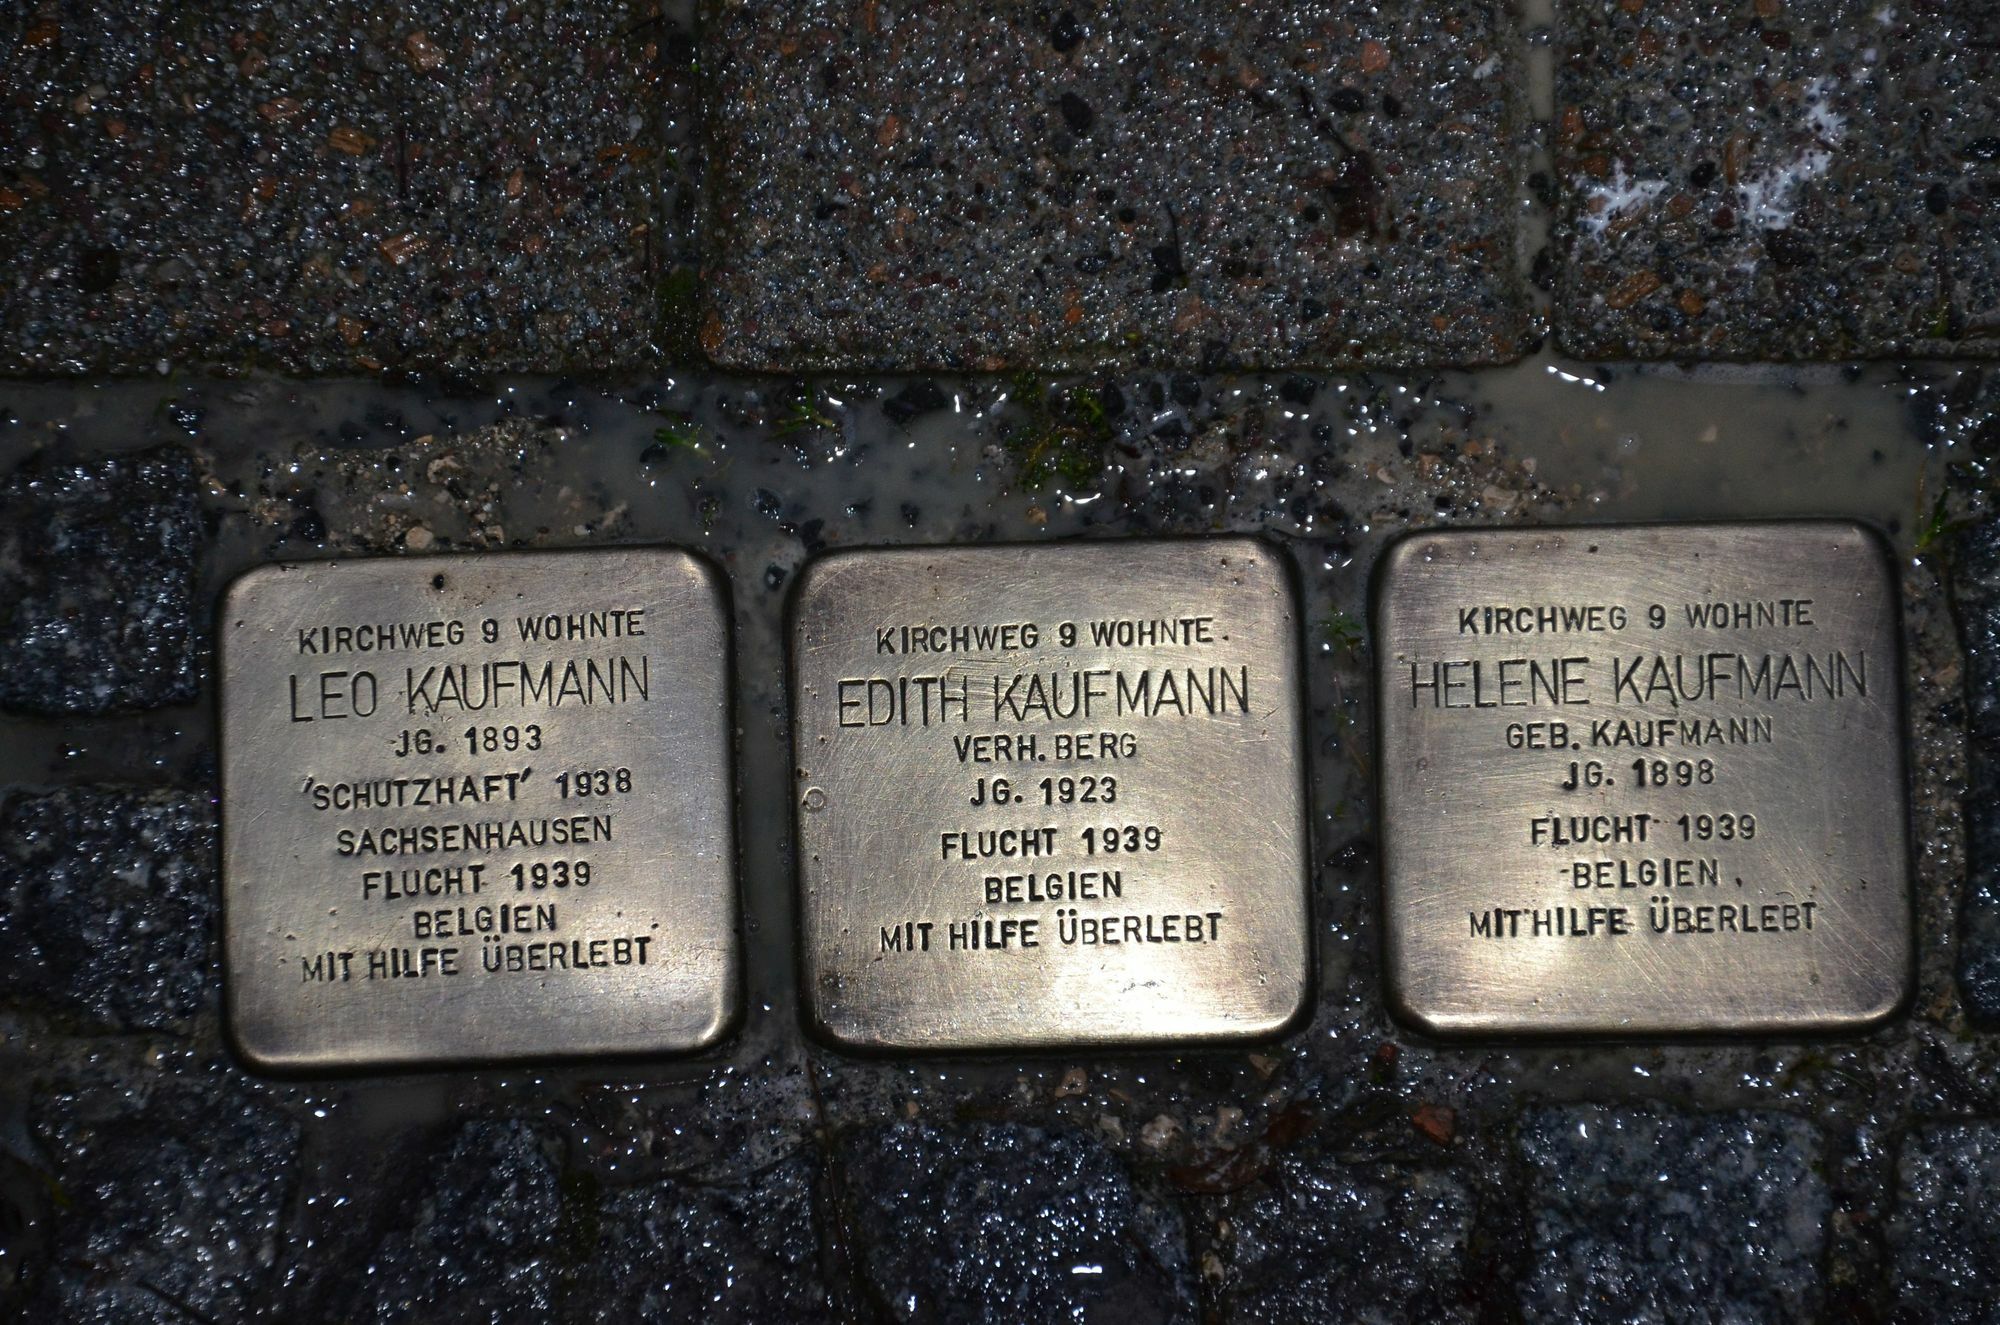 KIRCHWEG 9 WOHNTE
LEO KAUFMANN
JG. 1893
'SCHUTZHAFT' 1938
SACHSENHAUSEN
FLUCHT 1939
BELGIEN
MIT HILFE ÜBERLEBT
KIRCHWEG 9 WOHNTE
EDITH KAUFMANN
VERH. BERG
JG. 1923
FLUCHT 1939
BELGIEN
MIT HILFE ÜBERLEBT
KIRCHWEG 9 WOHNTE
HELENE KAUFMANN
GEB. KAUFMANN
JG. 1898
FLUCHT 1939
BELGIEN
MIT HILFE ÜBERLEBT